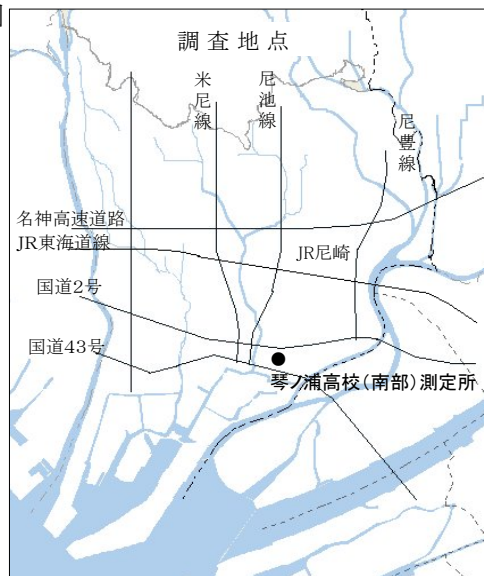 調査地点
米尼線
尼池線
尼豊線
名神高速道路
JR東海道線
JR尼崎
国道2号
国道43号
琴ノ浦高校(南部)測定所